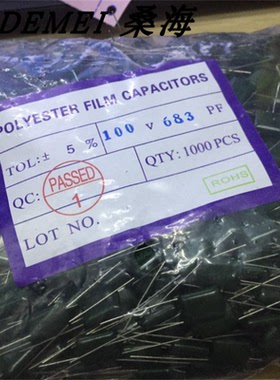 DEMEI 桑海
POLYESTER FILM CAPACITORS
TOL:± 5 % 100 v 683 PF
QC: PASSED 1 QTY: 1000 PCS
LOT NO. ROHS